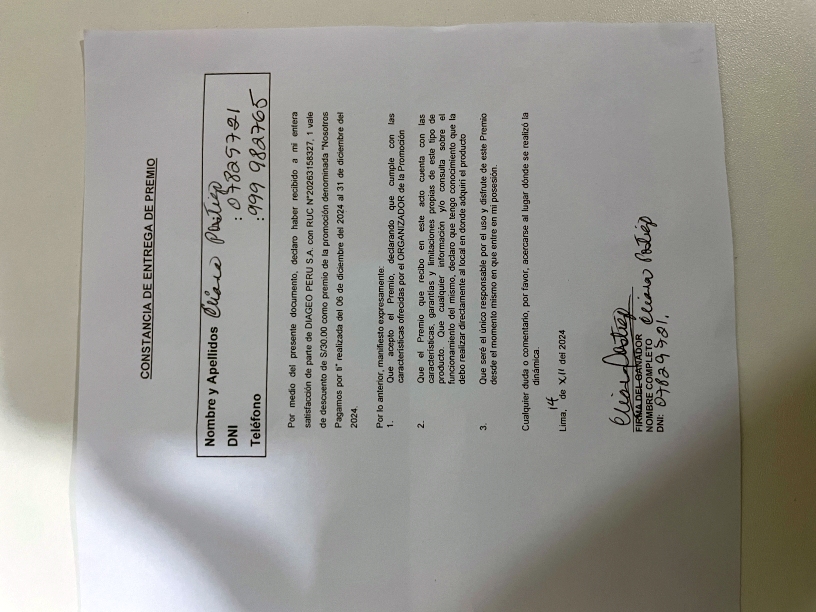 CONSTANCIA DE ENTREGA DE PREMIO
Nombre y Apellidos Eliana
DNI : 07829721
Teléfono : 999 982765
Por medio del presente documento, declaro haber recibido a mi entera
satisfacción de parte de DIAGEO PERU S.A. con RUC N°20263158327, 1 vale
de descuento de S/30.00 como premio de la promoción denominada "Nosotros
Pagamos por ti" realizada del 06 de diciembre del 2024 al 31 de diciembre del
2024.
Por lo anterior, manifiesto expresamente:
1. Que acepto el Premio, declarando que cumple con las
características ofrecidas por el ORGANIZADOR de la Promoción
2. Que el Premio que recibo en este acto cuenta con las
características, garantías y limitaciones propias de este tipo de
producto. Que cualquier información y/o consulta sobre el
funcionamiento del mismo, declaro que tengo conocimiento que la
debo realizar directamente al local en donde adquirí el producto
3. Que seré el único responsable por el uso y disfrute de este Premio
desde el momento mismo en que entre en mi posesión.
Cualquier duda o comentario, por favor, acercarse al lugar dónde se realizó la
dinámica.
14
Lima, de XII del 2024
FIRMA DEL GANADOR
NOMBRE COMPLETO Eliana
DNI: